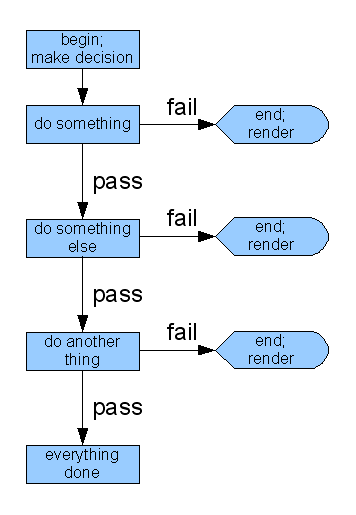 begin;
make decision
do something
fail
end;
render
pass
do something
else
fail
end;
render
pass
do another
thing
fail
end;
render
pass
everything
done